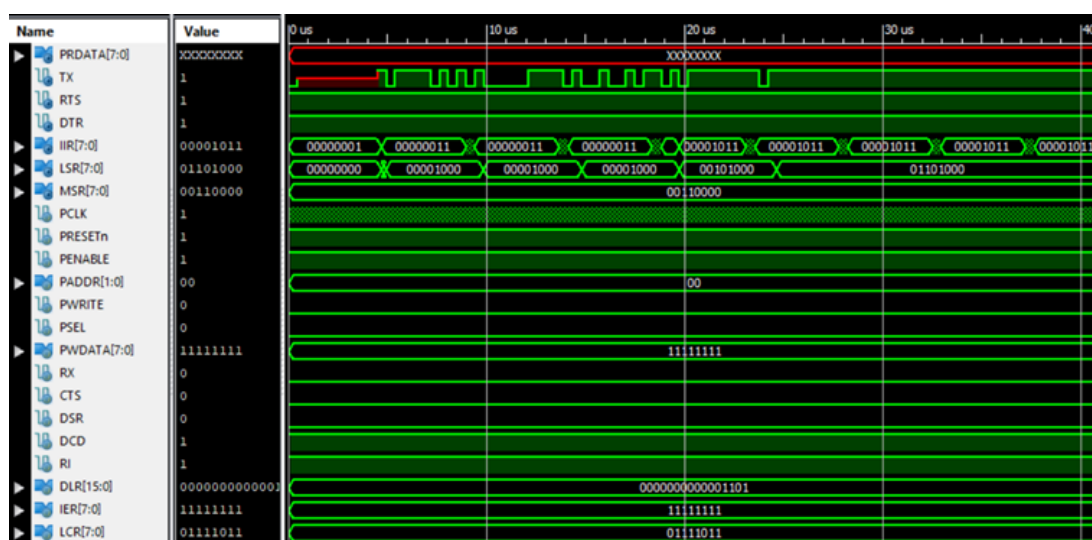 Name Value 0 us 10 us 20 us 30 us
PRDATA[7:0] XXXXXXXX XXXXXXXX
TX 1
RTS 1
DTR 1
IIR[7:0] 00001011 00000001 00000011 00000011 00000011 00001011 00001011 00001011 00001011 00001011
LSR[7:0] 01101000 00000000 00001000 00001000 00001000 00101000 01101000
MSR[7:0] 00110000 00110000
PCLK 1
PRESETn 1
PENABLE 1
PADDR[1:0] 00 00
PWRITE 0
PSEL 0
PWDATA[7:0] 11111111 11111111
RX 0
CTS 0
DSR 0
DCD 1
RI 1
DLR[15:0] 0000000000001101
IER[7:0] 11111111 11111111
LCR[7:0] 01111011 01111011